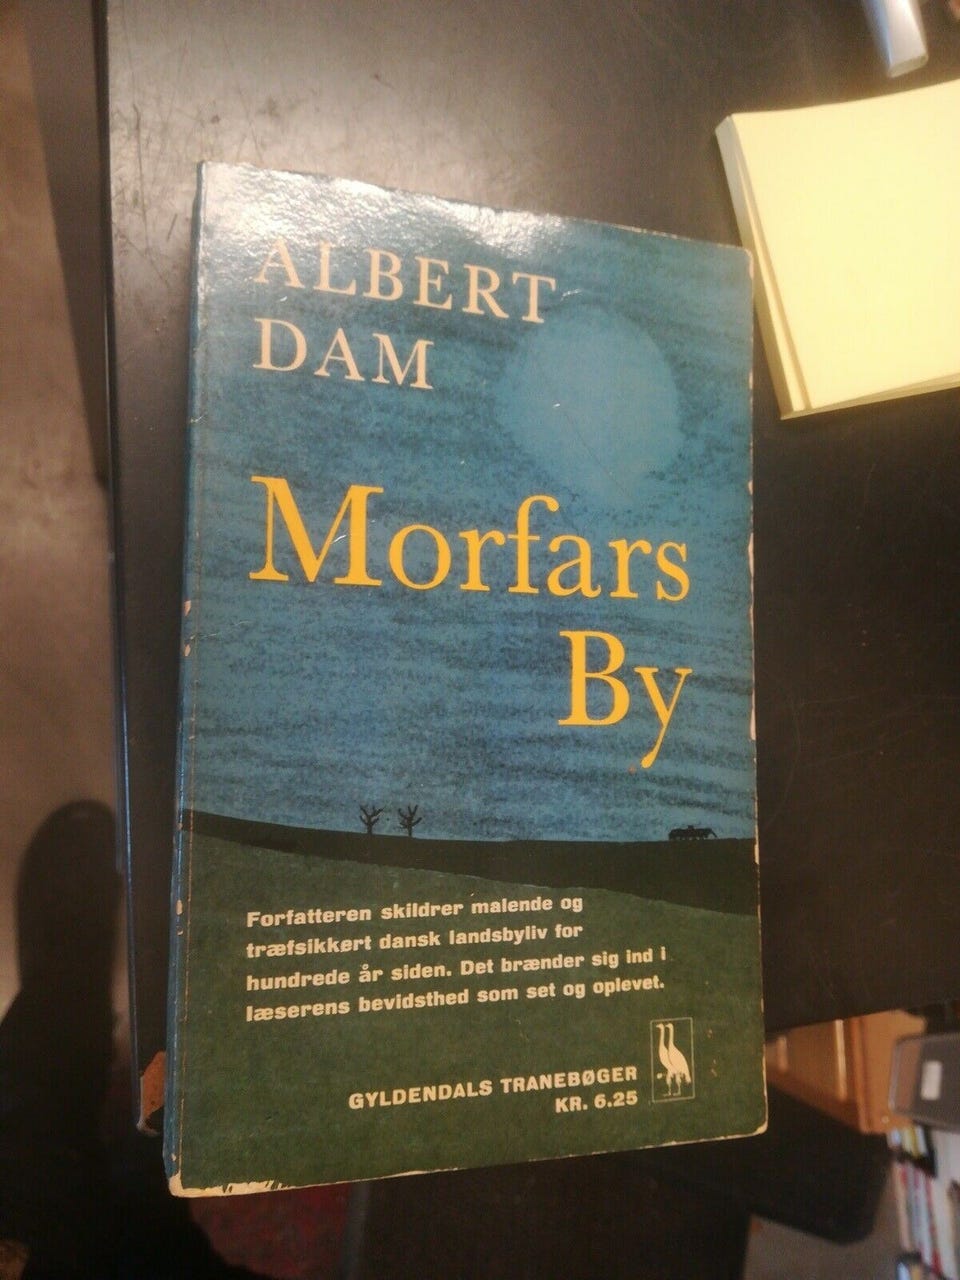 ALBERT
DAM
Morfars
By
Forfatteren skildrer malende og
træfsikkert dansk landsbyliv for
hundrede år siden. Det brænder sig ind i
læserens bevidsthed som set og oplevet.
GYLDENDALS TRANEBØGER
KR. 6.25